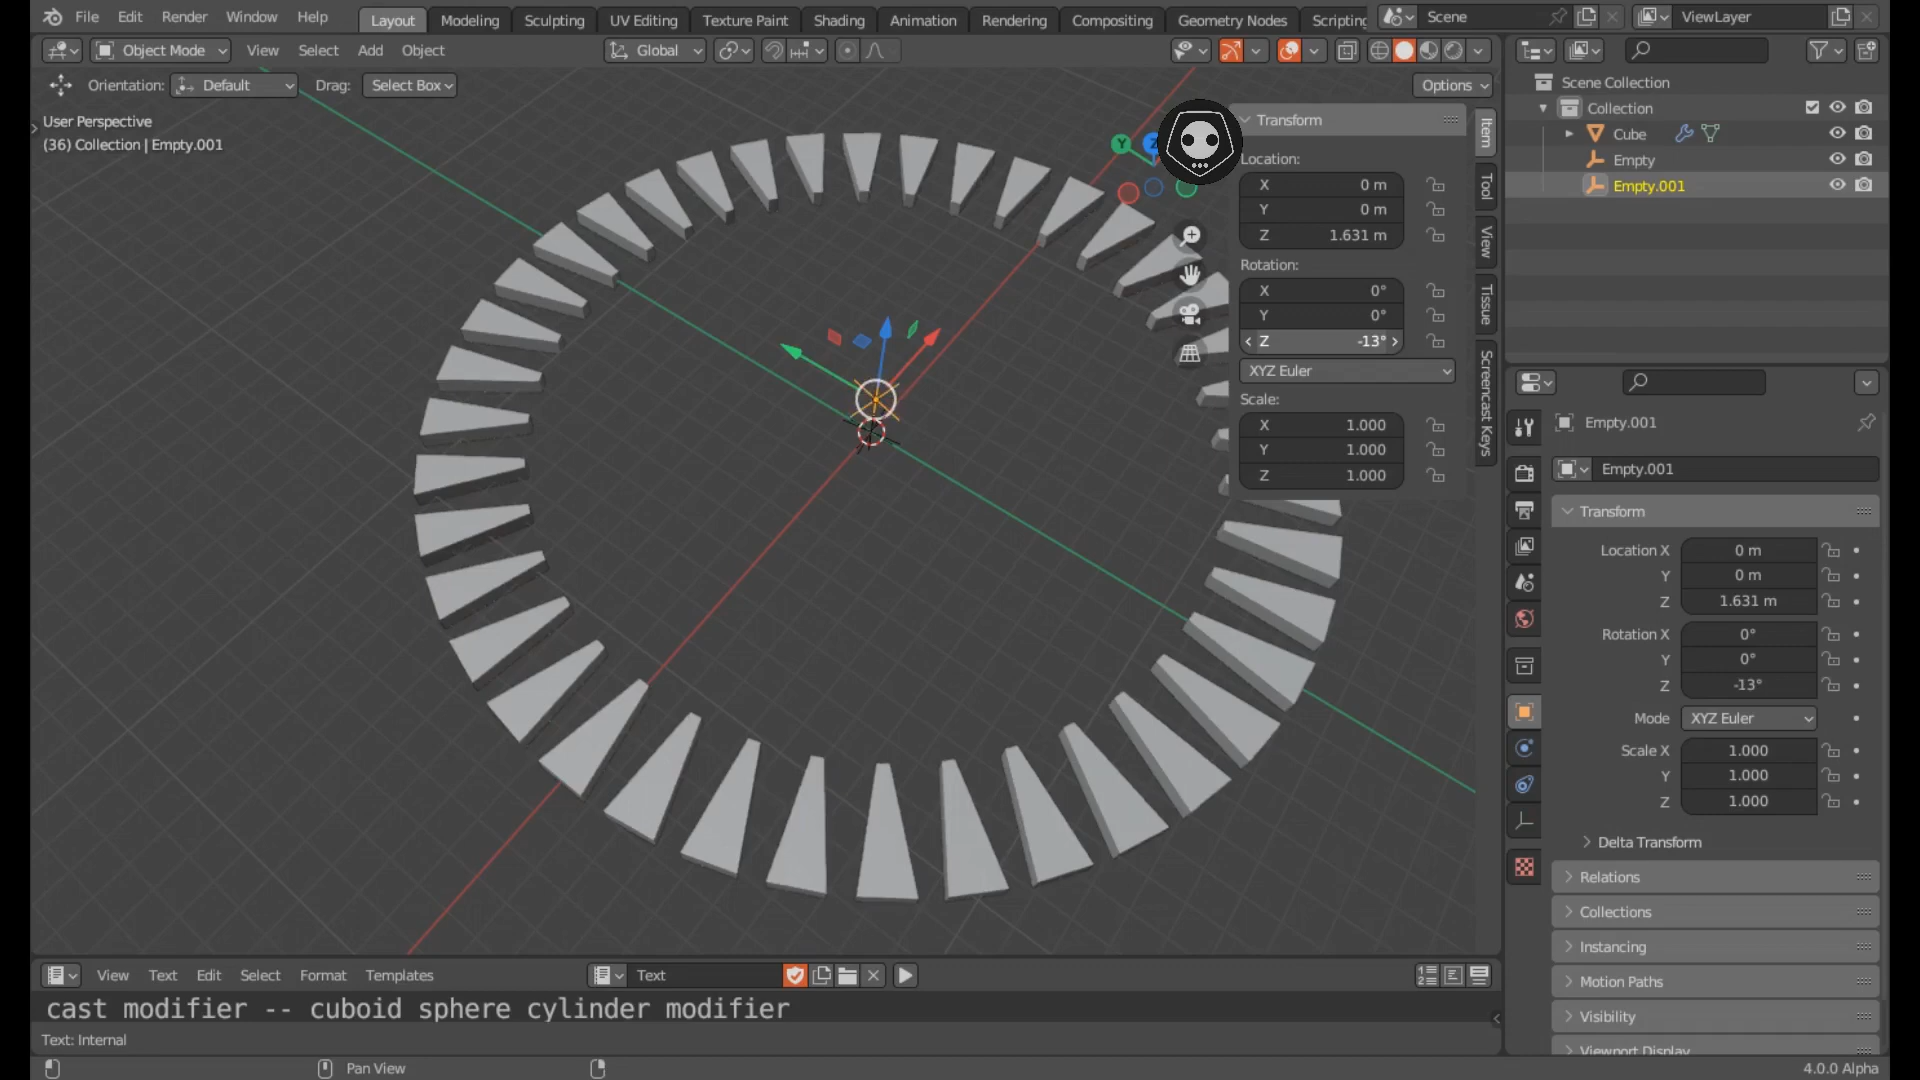 File Edit Render Window Help Layout Modeling Sculpting UV Editing Texture Paint Shading Animation Rendering Compositing Geometry Nodes Scripting Scene ViewLayer
Object Mode View Select Add Object Global
Orientation: Default Drag: Select Box Options
User Perspective
(36) Collection | Empty.001
Transform
Location:
X 0 m
Y 0 m
Z 1.631 m
Rotation:
X 0°
Y 0°
Z -13°
XYZ Euler
Scale:
X 1.000
Y 1.000
Z 1.000
Item
Tool
View
Tissue
Screencast Keys
Y Z
Scene Collection
Collection
Cube
Empty
Empty.001
Empty.001
Empty.001
Transform
Location X 0 m
Y 0 m
Z 1.631 m
Rotation X 0°
Y 0°
Z -13°
Mode XYZ Euler
Scale X 1.000
Y 1.000
Z 1.000
Delta Transform
Relations
Collections
Instancing
Motion Paths
Visibility
Viewport Display
View Text Edit Select Format Templates Text
cast modifier -- cuboid sphere cylinder modifier
Text: Internal
Pan View
4.0.0 Alpha